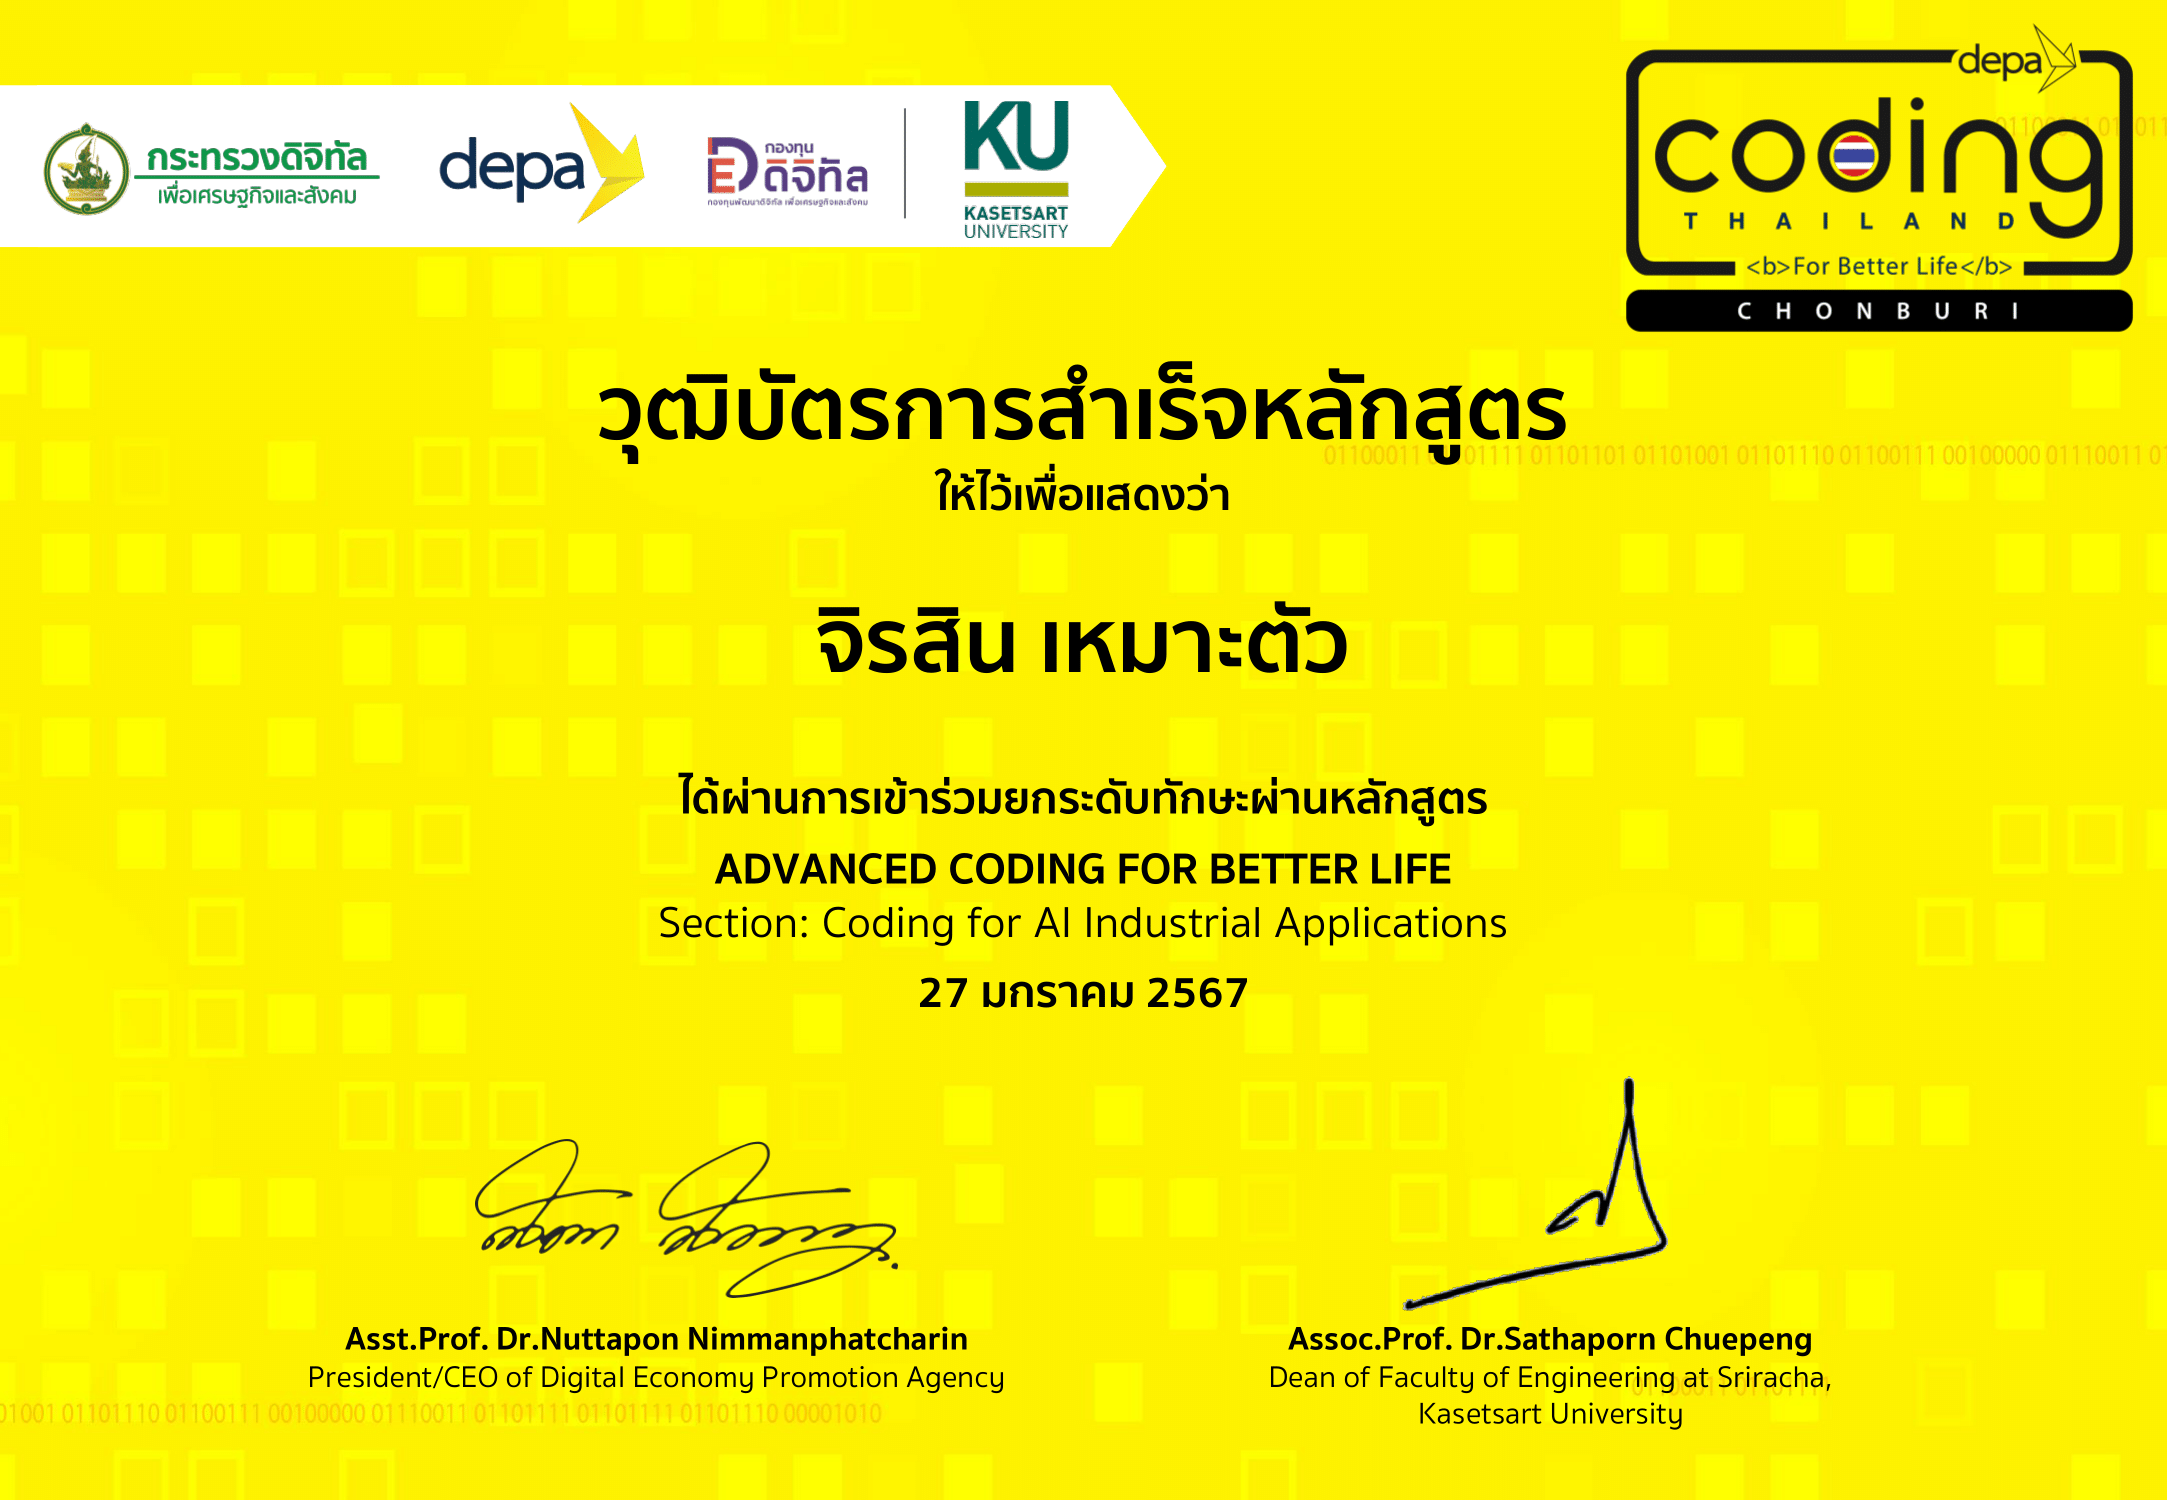 กระทรวงดิจิทัล
เพื่อเศรษฐกิจและสังคม
depa
กองทุน
ดิจิทัล
กองทุนพัฒนาดิจิทัล เพื่อเศรษฐกิจและสังคม
KU
KASETSART
UNIVERSITY
depa
coding
THAILAND
<b>For Better Life</b>
CHONBURI
วุฒิบัตรการสำเร็จหลักสูตร
ให้ไว้เพื่อแสดงว่า
จิรสิน เหมาะตัว
ได้ผ่านการเข้าร่วมยกระดับทักษะผ่านหลักสูตร
ADVANCED CODING FOR BETTER LIFE
Section: Coding for AI Industrial Applications
27 มกราคม 2567
Asst.Prof. Dr.Nuttapon Nimmanphatcharin
President/CEO of Digital Economy Promotion Agency
Assoc.Prof. Dr.Sathaporn Chuepeng
Dean of Faculty of Engineering at Sriracha,
Kasetsart University
01101110 01100111 00100000 01110011 01101111 01101111 01101110 00001010